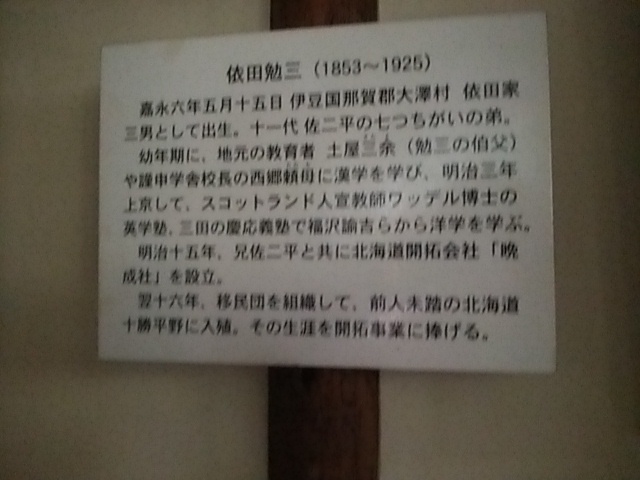 依田勉三（1853〜1925）
嘉永六年五月十五日 伊豆国那賀郡大澤村 依田家
三男として出生。十一代 佐二平の七つちがいの弟。
幼年期に、地元の教育者 土屋三余（勉三の伯父）
や謹申学舎校長の西郷頼母に漢学を学び、明治三年
上京して、スコットランド人宣教師ワッデル博士の
英学塾、三田の慶応義塾で福沢諭吉らから洋学を学ぶ。
明治十五年、兄佐二平と共に北海道開拓会社「晩
成社」を設立。
翌十六年、移民団を組織して、前人未踏の北海道
十勝平野に入殖。その生涯を開拓事業に捧げる。